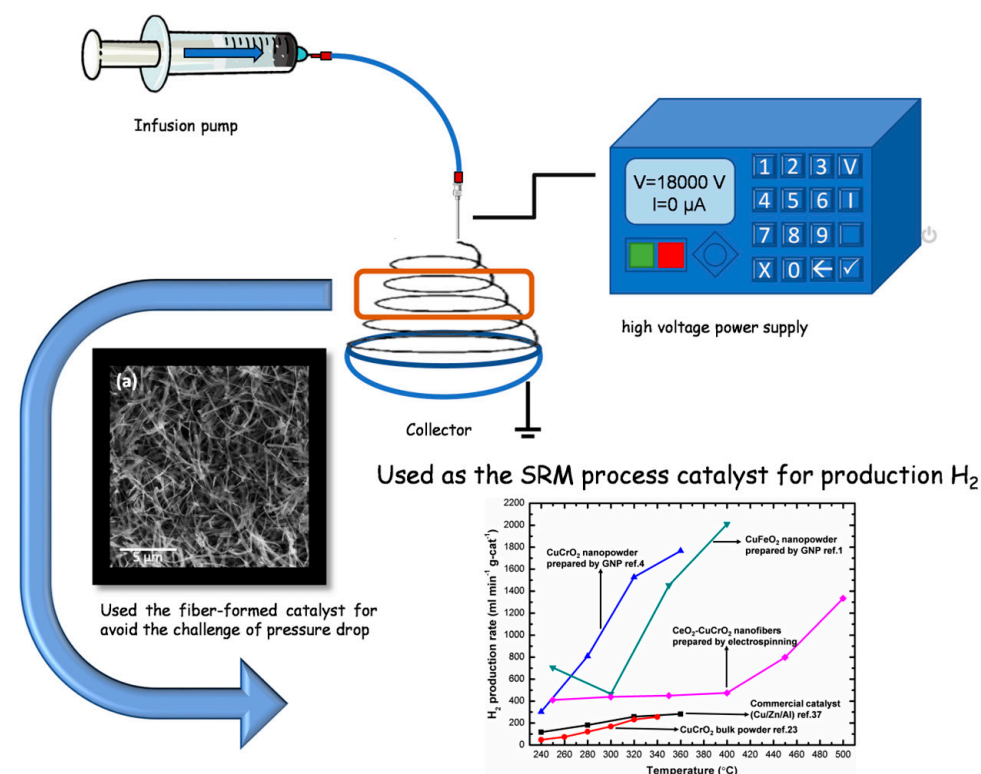 Infusion pump
V=18000 V
I=0 μA
1 2 3 V
4 5 6 I
7 8 9
X 0 ← ✓
high voltage power supply
Collector
(a)
5 μm
Used the fiber-formed catalyst for
avoid the challenge of pressure drop
Used as the SRM process catalyst for production H₂
H₂ production rate (ml min⁻¹ g-cat⁻¹)
2200
2000
1800
1600
1400
1200
1000
800
600
400
200
0
CuCrO₂ nanopowder
prepared by GNP ref.4
CuFeO₂ nanopowder
prepared by GNP ref.1
CeO₂-CuCrO₂ nanofibers
prepared by electrospinning
Commercial catalyst
(Cu/Zn/Al) ref.37
CuCrO₂ bulk powder ref.23
240 260 280 300 320 340 360 380 400 420 440 460 480 500
Temperature (°C)